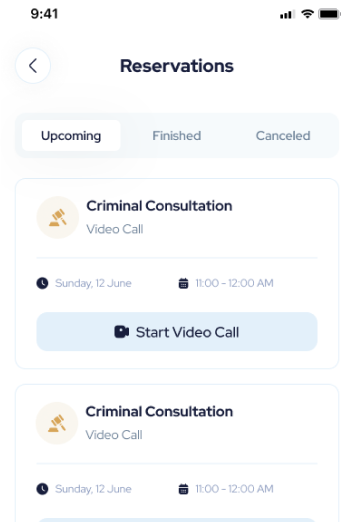 9:41
Reservations
Upcoming Finished Canceled
Criminal Consultation
Video Call
Sunday, 12 June 11:00 - 12:00 AM
Start Video Call
Criminal Consultation
Video Call
Sunday, 12 June 11:00 - 12:00 AM